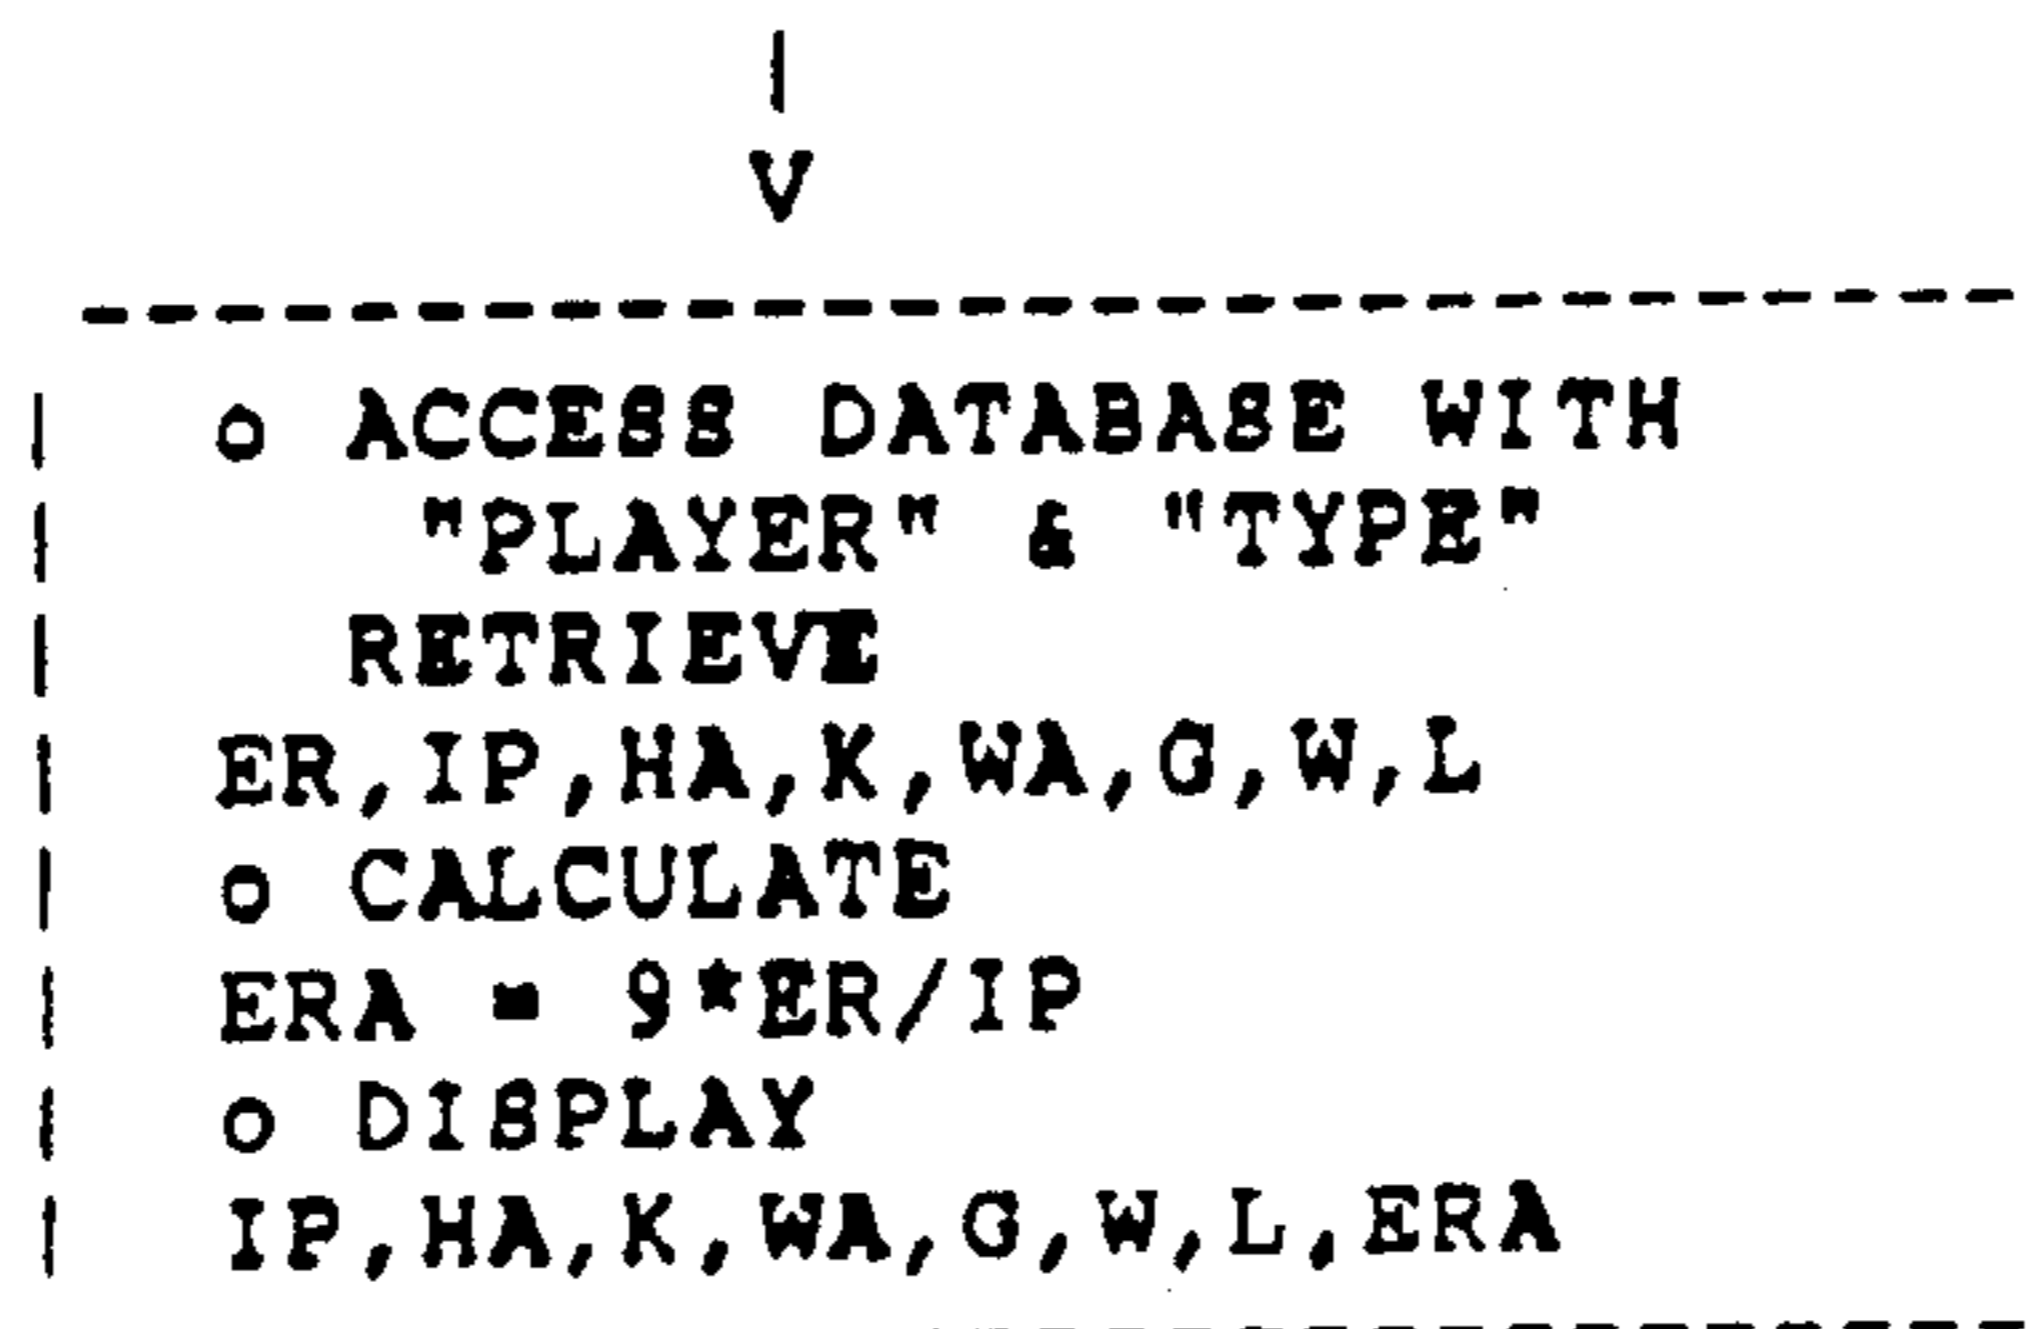 |
V
- - - - - - - - - - - - - - - - - - - - - - - - - - - - -
| o ACCESS DATABASE WITH
| "PLAYER" & "TYPE"
| RETRIEVE
| ER,IP,HA,K,WA,G,W,L
| o CALCULATE
| ERA = 9*ER/IP
| o DISPLAY
| IP,HA,K,WA,G,W,L,ERA